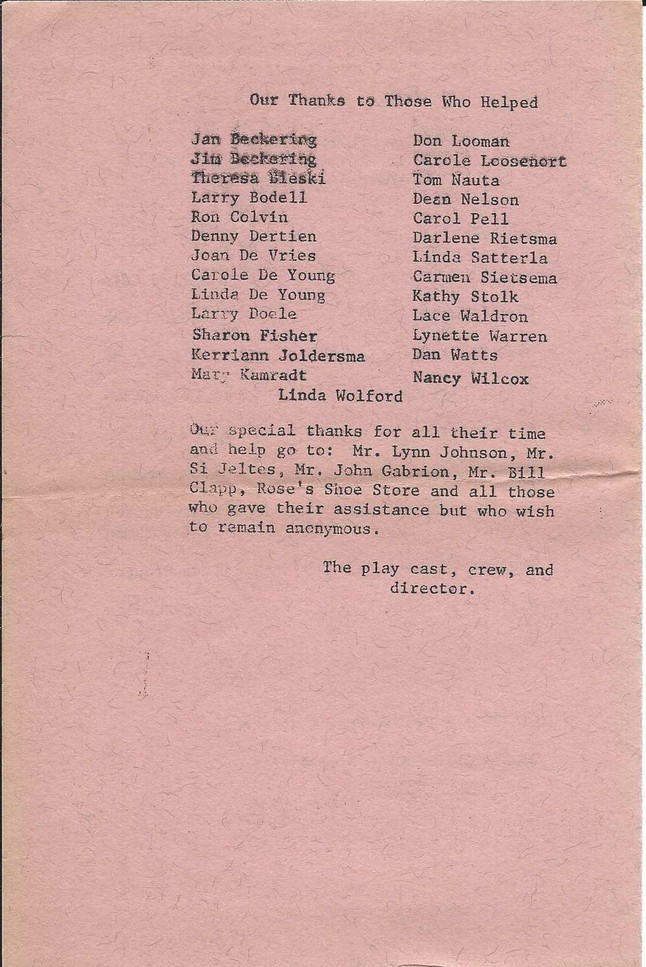 Our Thanks to Those Who Helped
Jan Beckering
Jim Beckering
Theresa Bieski
Larry Bodell
Ron Colvin
Denny Dertien
Joan De Vries
Carole De Young
Linda De Young
Larry Doele
Sharon Fisher
Kerriann Joldersma
Mary Kamradt
Don Looman
Carole Loosenort
Tom Nauta
Dean Nelson
Carol Pell
Darlene Rietsma
Linda Satterla
Carmen Sietsema
Kathy Stolk
Lace Waldron
Lynette Warren
Dan Watts
Nancy Wilcox
Linda Wolford
Our special thanks for all their time
and help go to: Mr. Lynn Johnson, Mr.
Si Jeltes, Mr. John Gabrion, Mr. Bill
Clapp, Rose's Shoe Store and all those
who gave their assistance but who wish
to remain anonymous.
The play cast, crew, and
director.